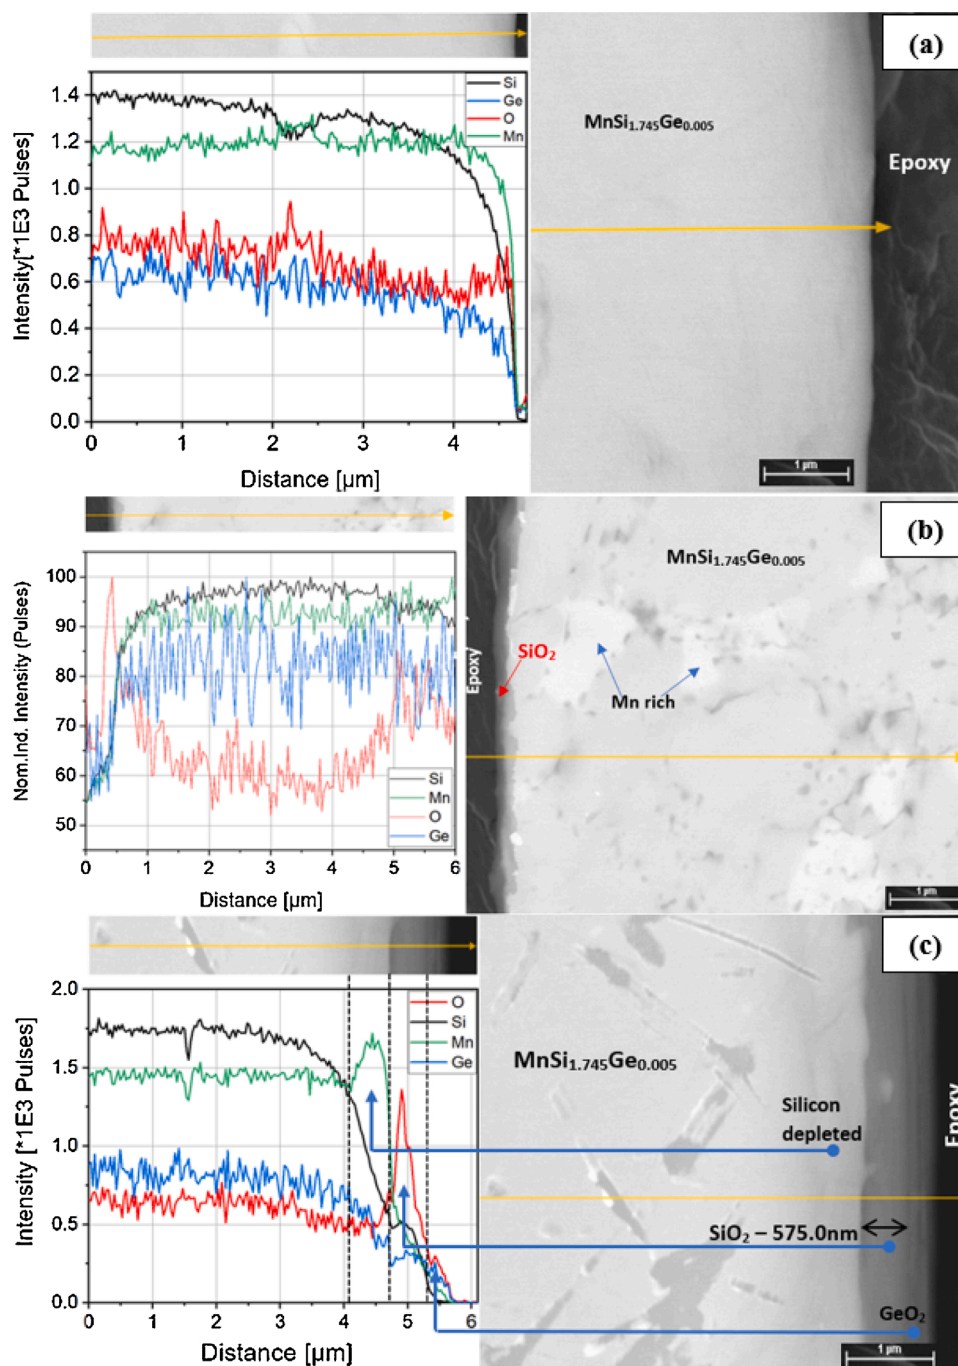 (a)
Si
Ge
O
Mn
1.4
1.2
1.0
0.8
0.6
0.4
0.2
0.0
Intensity[*1E3 Pulses]
0 1 2 3 4
Distance [µm]
MnSi1.745Ge0.005
Epoxy
1 µm
(b)
100
90
80
70
60
50
Nom.Ind. Intensity (Pulses)
Si
Mn
O
Ge
0 1 2 3 4 5 6
Distance [µm]
Epoxy
MnSi1.745Ge0.005
SiO2
Mn rich
1 µm
(c)
2.0
1.5
1.0
0.5
0.0
Intensity [*1E3 Pulses]
O
Si
Mn
Ge
0 1 2 3 4 5 6
Distance [µm]
MnSi1.745Ge0.005
Silicon
depleted
Epoxy
SiO2 – 575.0nm
GeO2
1 µm